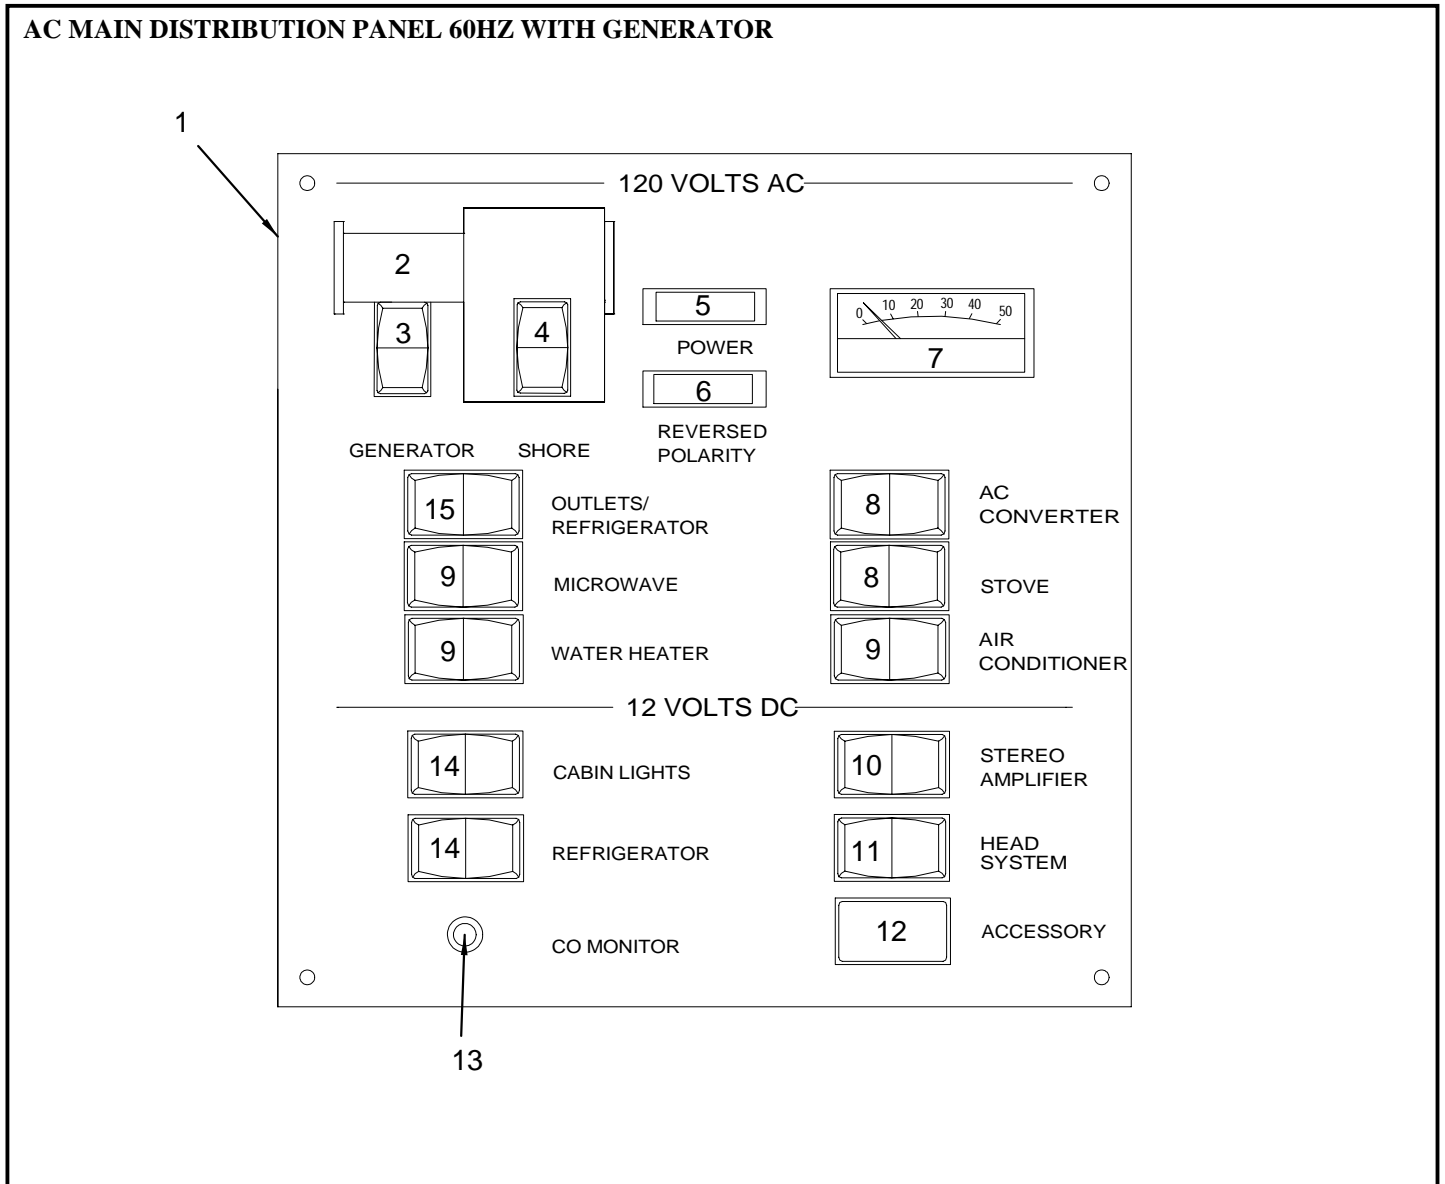 AC MAIN DISTRIBUTION PANEL 60HZ WITH GENERATOR
1
120 VOLTS AC
2
3
4
5
POWER
6
REVERSED
POLARITY
0 10 20 30 40 50
7
GENERATOR
SHORE
15
OUTLETS/
REFRIGERATOR
8
AC
CONVERTER
9
MICROWAVE
8
STOVE
9
WATER HEATER
9
AIR
CONDITIONER
12 VOLTS DC
14
CABIN LIGHTS
10
STEREO
AMPLIFIER
14
REFRIGERATOR
11
HEAD
SYSTEM
CO MONITOR
12
ACCESSORY
13